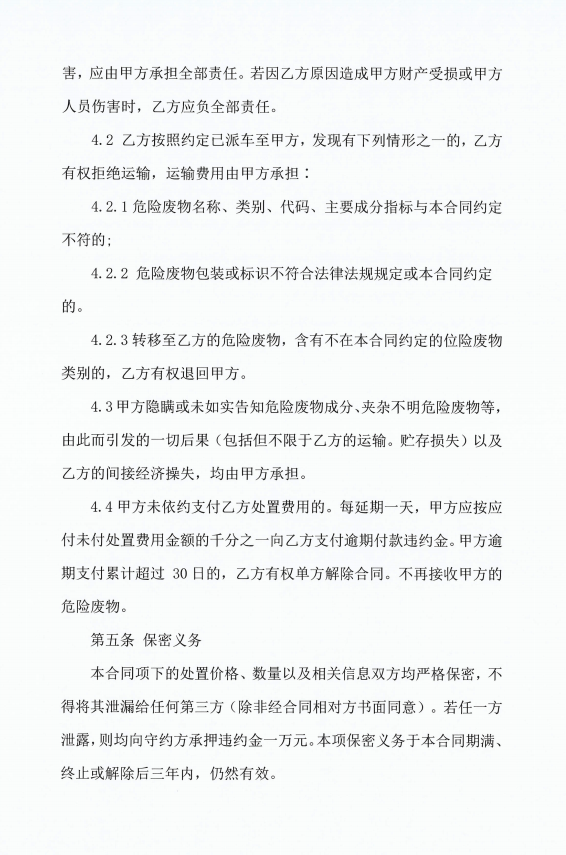 害，应由甲方承担全部责任。若因乙方原因造成甲方财产受损或甲方
人员伤害时，乙方应负全部责任。
4.2 乙方按照约定已派车至甲方，发现有下列情形之一的，乙方
有权拒绝运输，运输费用由甲方承担：
4.2.1 危险废物名称、类别、代码、主要成分指标与本合同约定
不符的；
4.2.2 危险废物包装或标识不符合法律法规规定或本合同约定
的。
4.2.3 转移至乙方的危险废物，含有不在本合同约定的位险废物
类别的，乙方有权退回甲方。
4.3 甲方隐瞒或未如实告知危险废物成分、夹杂不明危险废物等，
由此而引发的一切后果（包括但不限于乙方的运输。贮存损失）以及
乙方的间接经济操失，均由甲方承担。
4.4 甲方未依约支付乙方处置费用的。每延期一天，甲方应按应
付未付处置费用金额的千分之一向乙方支付逾期付款违约金。甲方逾
期支付累计超过 30 日的，乙方有权单方解除合同。不再接收甲方的
危险废物。
第五条 保密义务
本合同项下的处置价格、数量以及相关信息双方均严格保密，不
得将其泄漏给任何第三方（除非经合同相对方书面同意）。若任一方
泄露，则均向守约方承押违约金一万元。本项保密义务于本合同期满、
终止或解除后三年内，仍然有效。